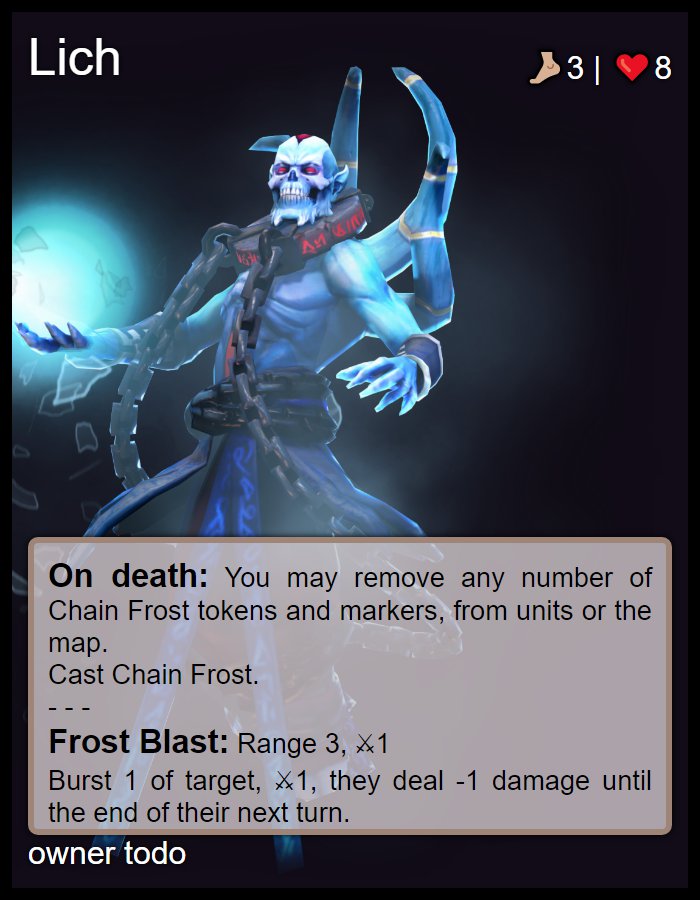 Lich
🦶🏼3 | ❤️8
On death: You may remove any number of
Chain Frost tokens and markers, from units or the
map.
Cast Chain Frost.
- - -
Frost Blast: Range 3, ⚔1
Burst 1 of target, ⚔1, they deal -1 damage until
the end of their next turn.
owner todo